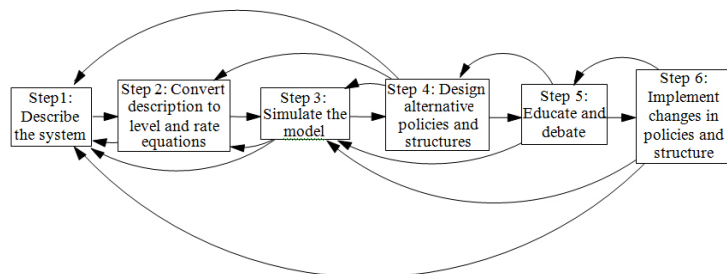 Step1:
Describe
the system
Step 2: Convert
description to
level and rate
equations
Step 3:
Simulate the
model
Step 4: Design
alternative
policies and
structures
Step 5:
Educate and
debate
Step 6:
Implement
changes in
policies and
structure